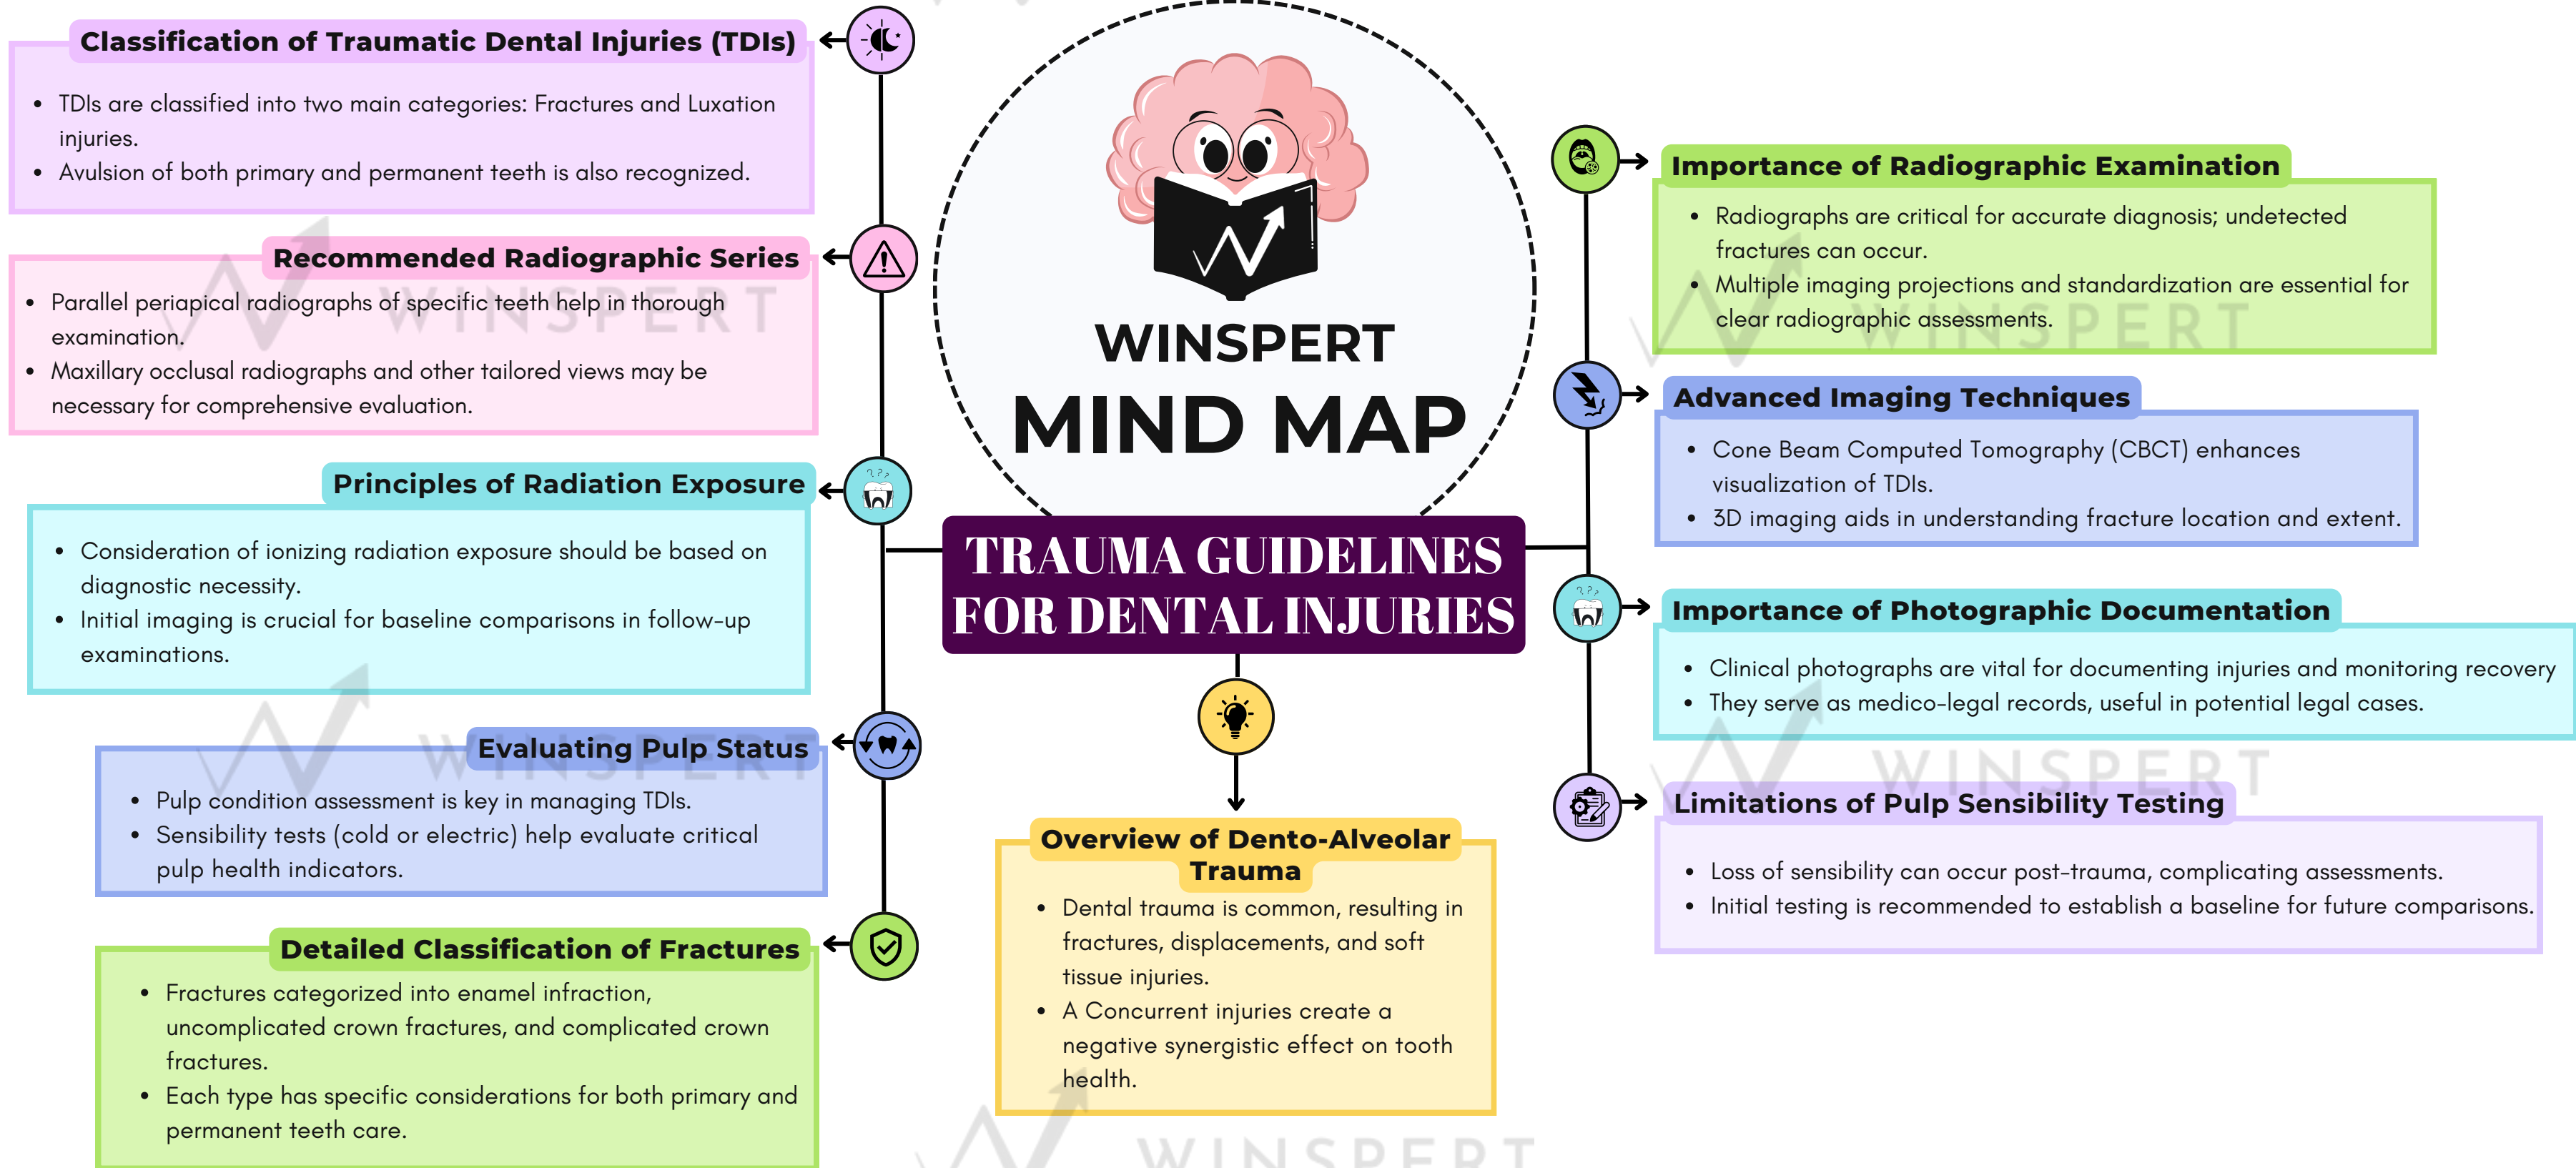 Classification of Traumatic Dental Injuries (TDIs)
• TDIs are classified into two main categories: Fractures and Luxation
injuries.
• Avulsion of both primary and permanent teeth is also recognized.
Recommended Radiographic Series
• Parallel periapical radiographs of specific teeth help in thorough
examination.
• Maxillary occlusal radiographs and other tailored views may be
necessary for comprehensive evaluation.
Principles of Radiation Exposure
• Consideration of ionizing radiation exposure should be based on
diagnostic necessity.
• Initial imaging is crucial for baseline comparisons in follow-up
examinations.
Evaluating Pulp Status
• Pulp condition assessment is key in managing TDIs.
• Sensibility tests (cold or electric) help evaluate critical
pulp health indicators.
Detailed Classification of Fractures
• Fractures categorized into enamel infraction,
uncomplicated crown fractures, and complicated crown
fractures.
• Each type has specific considerations for both primary and
permanent teeth care.
WINSPERT
MIND MAP
TRAUMA GUIDELINES
FOR DENTAL INJURIES
Overview of Dento-Alveolar
Trauma
• Dental trauma is common, resulting in
fractures, displacements, and soft
tissue injuries.
• A Concurrent injuries create a
negative synergistic effect on tooth
health.
Importance of Radiographic Examination
• Radiographs are critical for accurate diagnosis; undetected
fractures can occur.
• Multiple imaging projections and standardization are essential for
clear radiographic assessments.
Advanced Imaging Techniques
• Cone Beam Computed Tomography (CBCT) enhances
visualization of TDIs.
• 3D imaging aids in understanding fracture location and extent.
Importance of Photographic Documentation
• Clinical photographs are vital for documenting injuries and monitoring recovery
• They serve as medico-legal records, useful in potential legal cases.
Limitations of Pulp Sensibility Testing
• Loss of sensibility can occur post-trauma, complicating assessments.
• Initial testing is recommended to establish a baseline for future comparisons.
WINSPERT
WINSPERT
WINSPERT
WINSPERT
WINSPERT